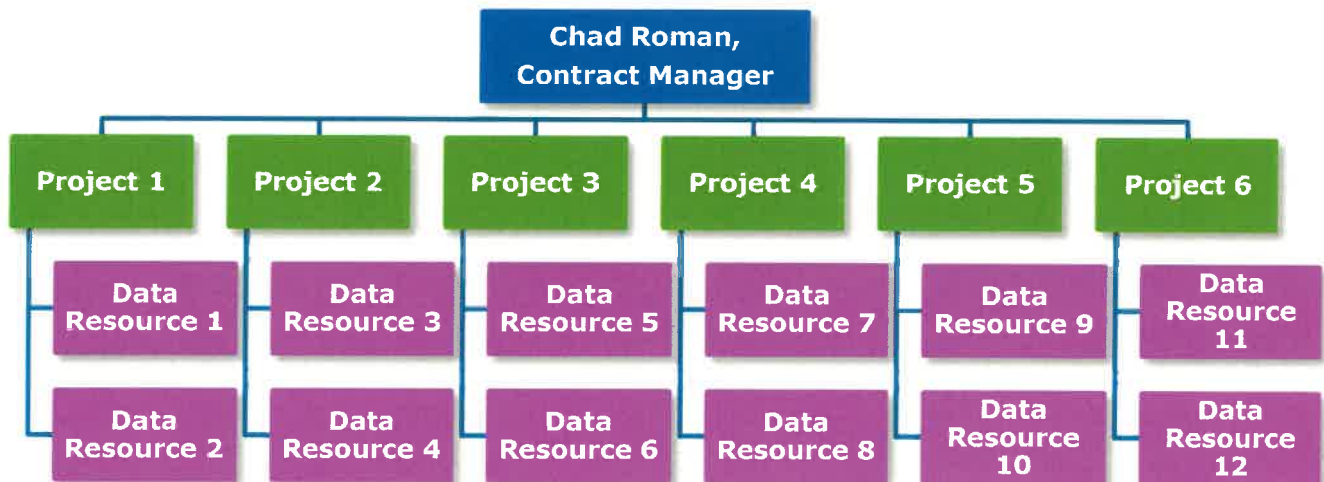 Chad Roman,
Contract Manager
Project 1
Project 2
Project 3
Project 4
Project 5
Project 6
Data
Resource 1
Data
Resource 3
Data
Resource 5
Data
Resource 7
Data
Resource 9
Data
Resource
11
Data
Resource 2
Data
Resource 4
Data
Resource 6
Data
Resource 8
Data
Resource
10
Data
Resource
12